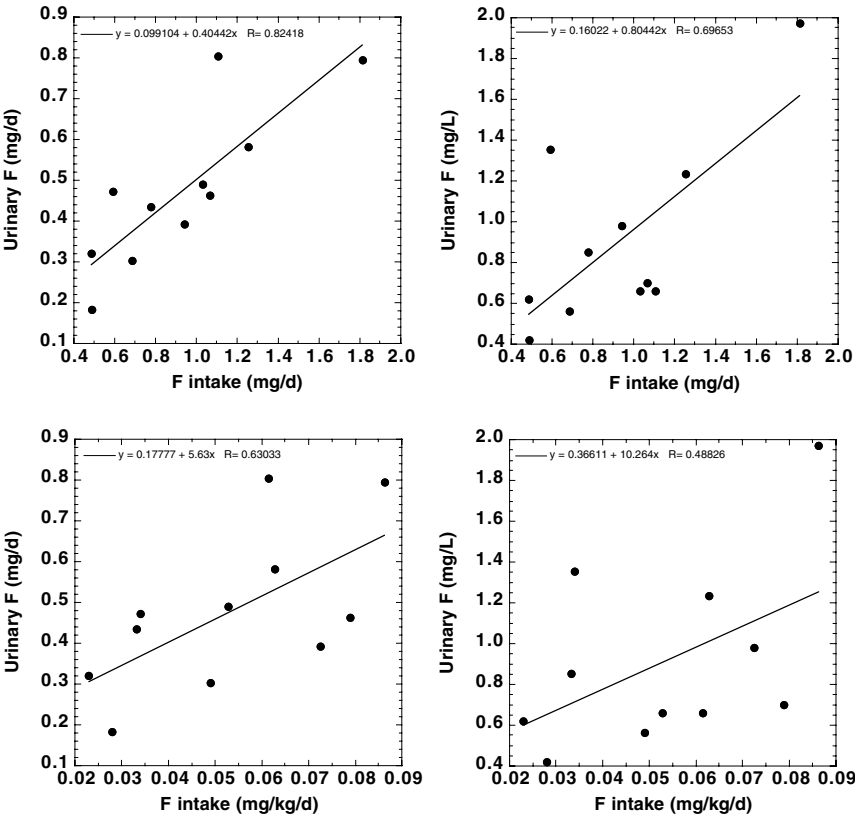 y = 0.099104 + 0.40442x R= 0.82418
0.9
0.8
0.7
0.6
0.5
0.4
0.3
0.2
0.1
Urinary F (mg/d)
0.4 0.6 0.8 1.0 1.2 1.4 1.6 1.8 2.0
F intake (mg/d)
y = 0.16022 + 0.80442x R= 0.69653
2.0
1.8
1.6
1.4
1.2
1.0
0.8
0.6
0.4
Urinary F (mg/L)
0.4 0.6 0.8 1.0 1.2 1.4 1.6 1.8 2.0
F intake (mg/d)
y = 0.17777 + 5.63x R= 0.63033
0.9
0.8
0.7
0.6
0.5
0.4
0.3
0.2
0.1
Urinary F (mg/d)
0.02 0.03 0.04 0.05 0.06 0.07 0.08 0.09
F intake (mg/kg/d)
y = 0.36611 + 10.264x R= 0.48826
2.0
1.8
1.6
1.4
1.2
1.0
0.8
0.6
0.4
Urinary F (mg/L)
0.02 0.03 0.04 0.05 0.06 0.07 0.08 0.09
F intake (mg/kg/d)